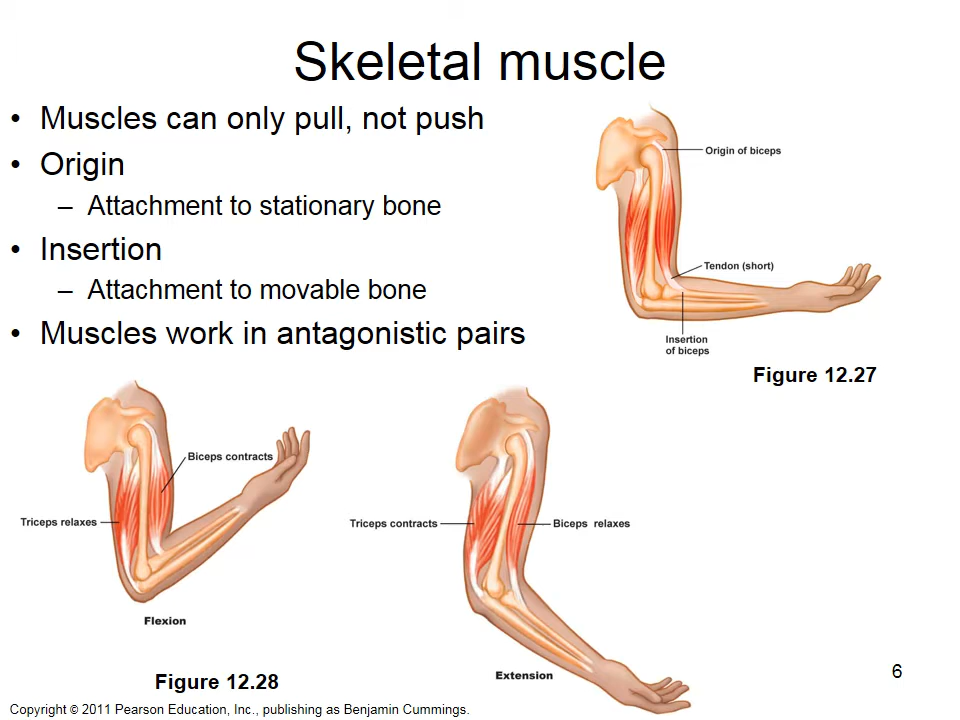 Skeletal muscle
• Muscles can only pull, not push
• Origin
– Attachment to stationary bone
• Insertion
– Attachment to movable bone
• Muscles work in antagonistic pairs
Origin of biceps
Tendon (short)
Insertion
of biceps
Figure 12.27
Biceps contracts
Triceps relaxes
Flexion
Figure 12.28
Triceps contracts
Biceps relaxes
Extension
6
Copyright © 2011 Pearson Education, Inc., publishing as Benjamin Cummings.